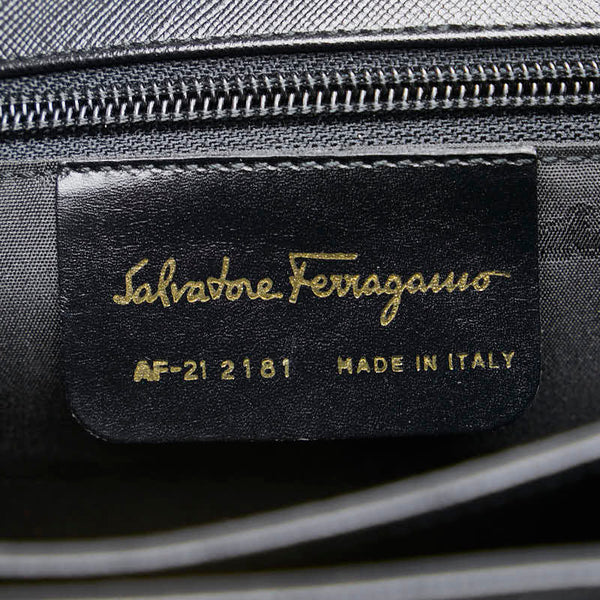 Salvatore Ferragamo
AF-21 2181 MADE IN ITALY